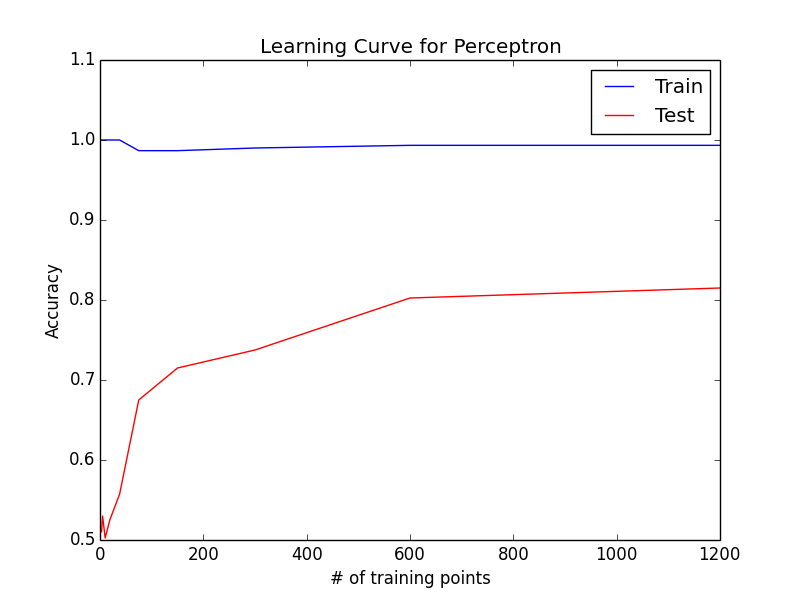 Learning Curve for Perceptron
1.1
1.0
0.9
0.8
0.7
0.6
0.5
Accuracy
Train
Test
0 200 400 600 800 1000 1200
# of training points